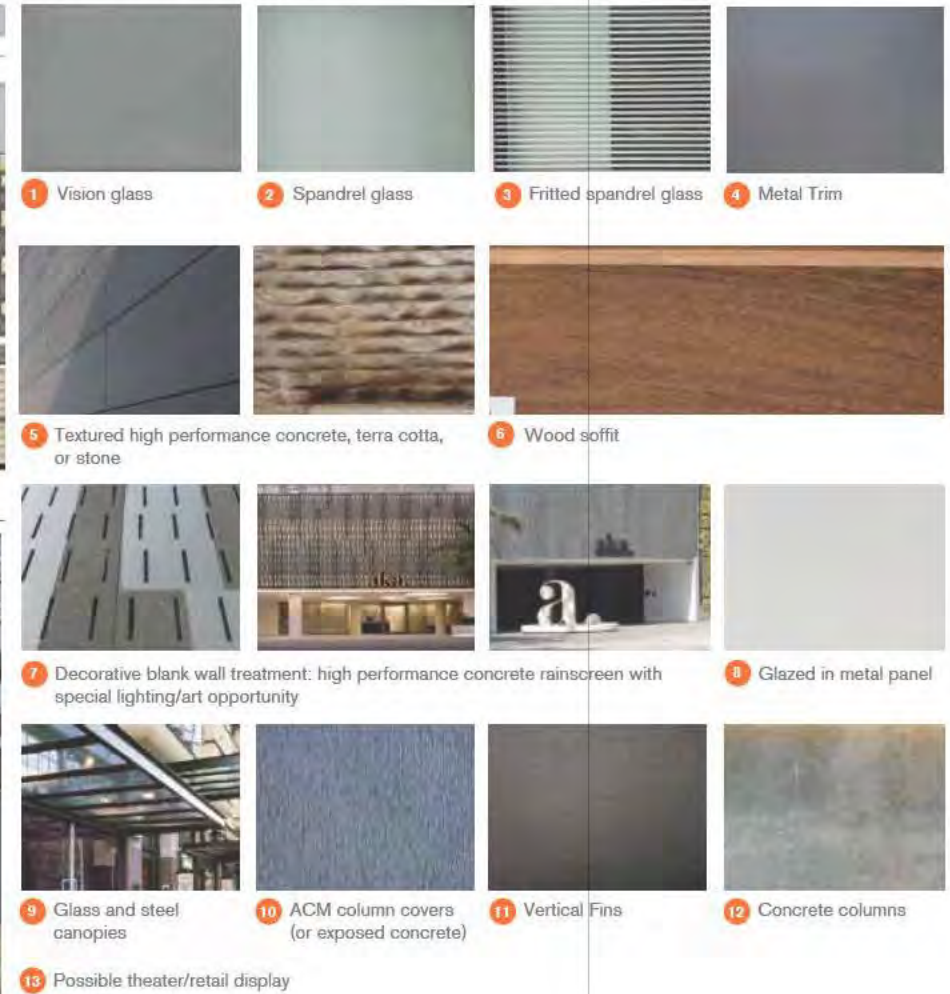 1 Vision glass
2 Spandrel glass
3 Fritted spandrel glass
4 Metal Trim
5 Textured high performance concrete, terra cotta,
or stone
6 Wood soffit
a.
7 Decorative blank wall treatment: high performance concrete rainscreen with
special lighting/art opportunity
8 Glazed in metal panel
9 Glass and steel
canopies
10 ACM column covers
(or exposed concrete)
11 Vertical Fins
12 Concrete columns
13 Possible theater/retail display